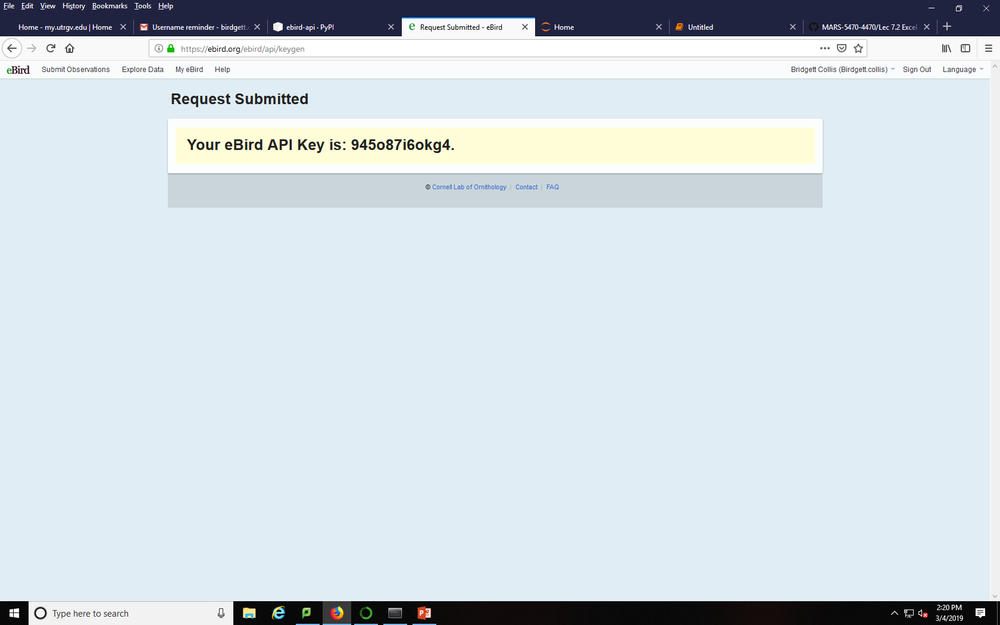 File Edit View History Bookmarks Tools Help
Home - my.utrgv.edu | Home
Username reminder - birdgett.c
ebird-api · PyPI
Request Submitted - eBird
Home
Untitled
MARS-5470-4470/Lec 7.2 Excel
https://ebird.org/ebird/api/keygen
eBird Submit Observations Explore Data My eBird Help Bridgett Collis (Birdgett.collis) Sign Out Language
Request Submitted
Your eBird API Key is: 945o87i6okg4.
© Cornell Lab of Ornithology | Contact | FAQ
Type here to search
2:20 PM
3/4/2019